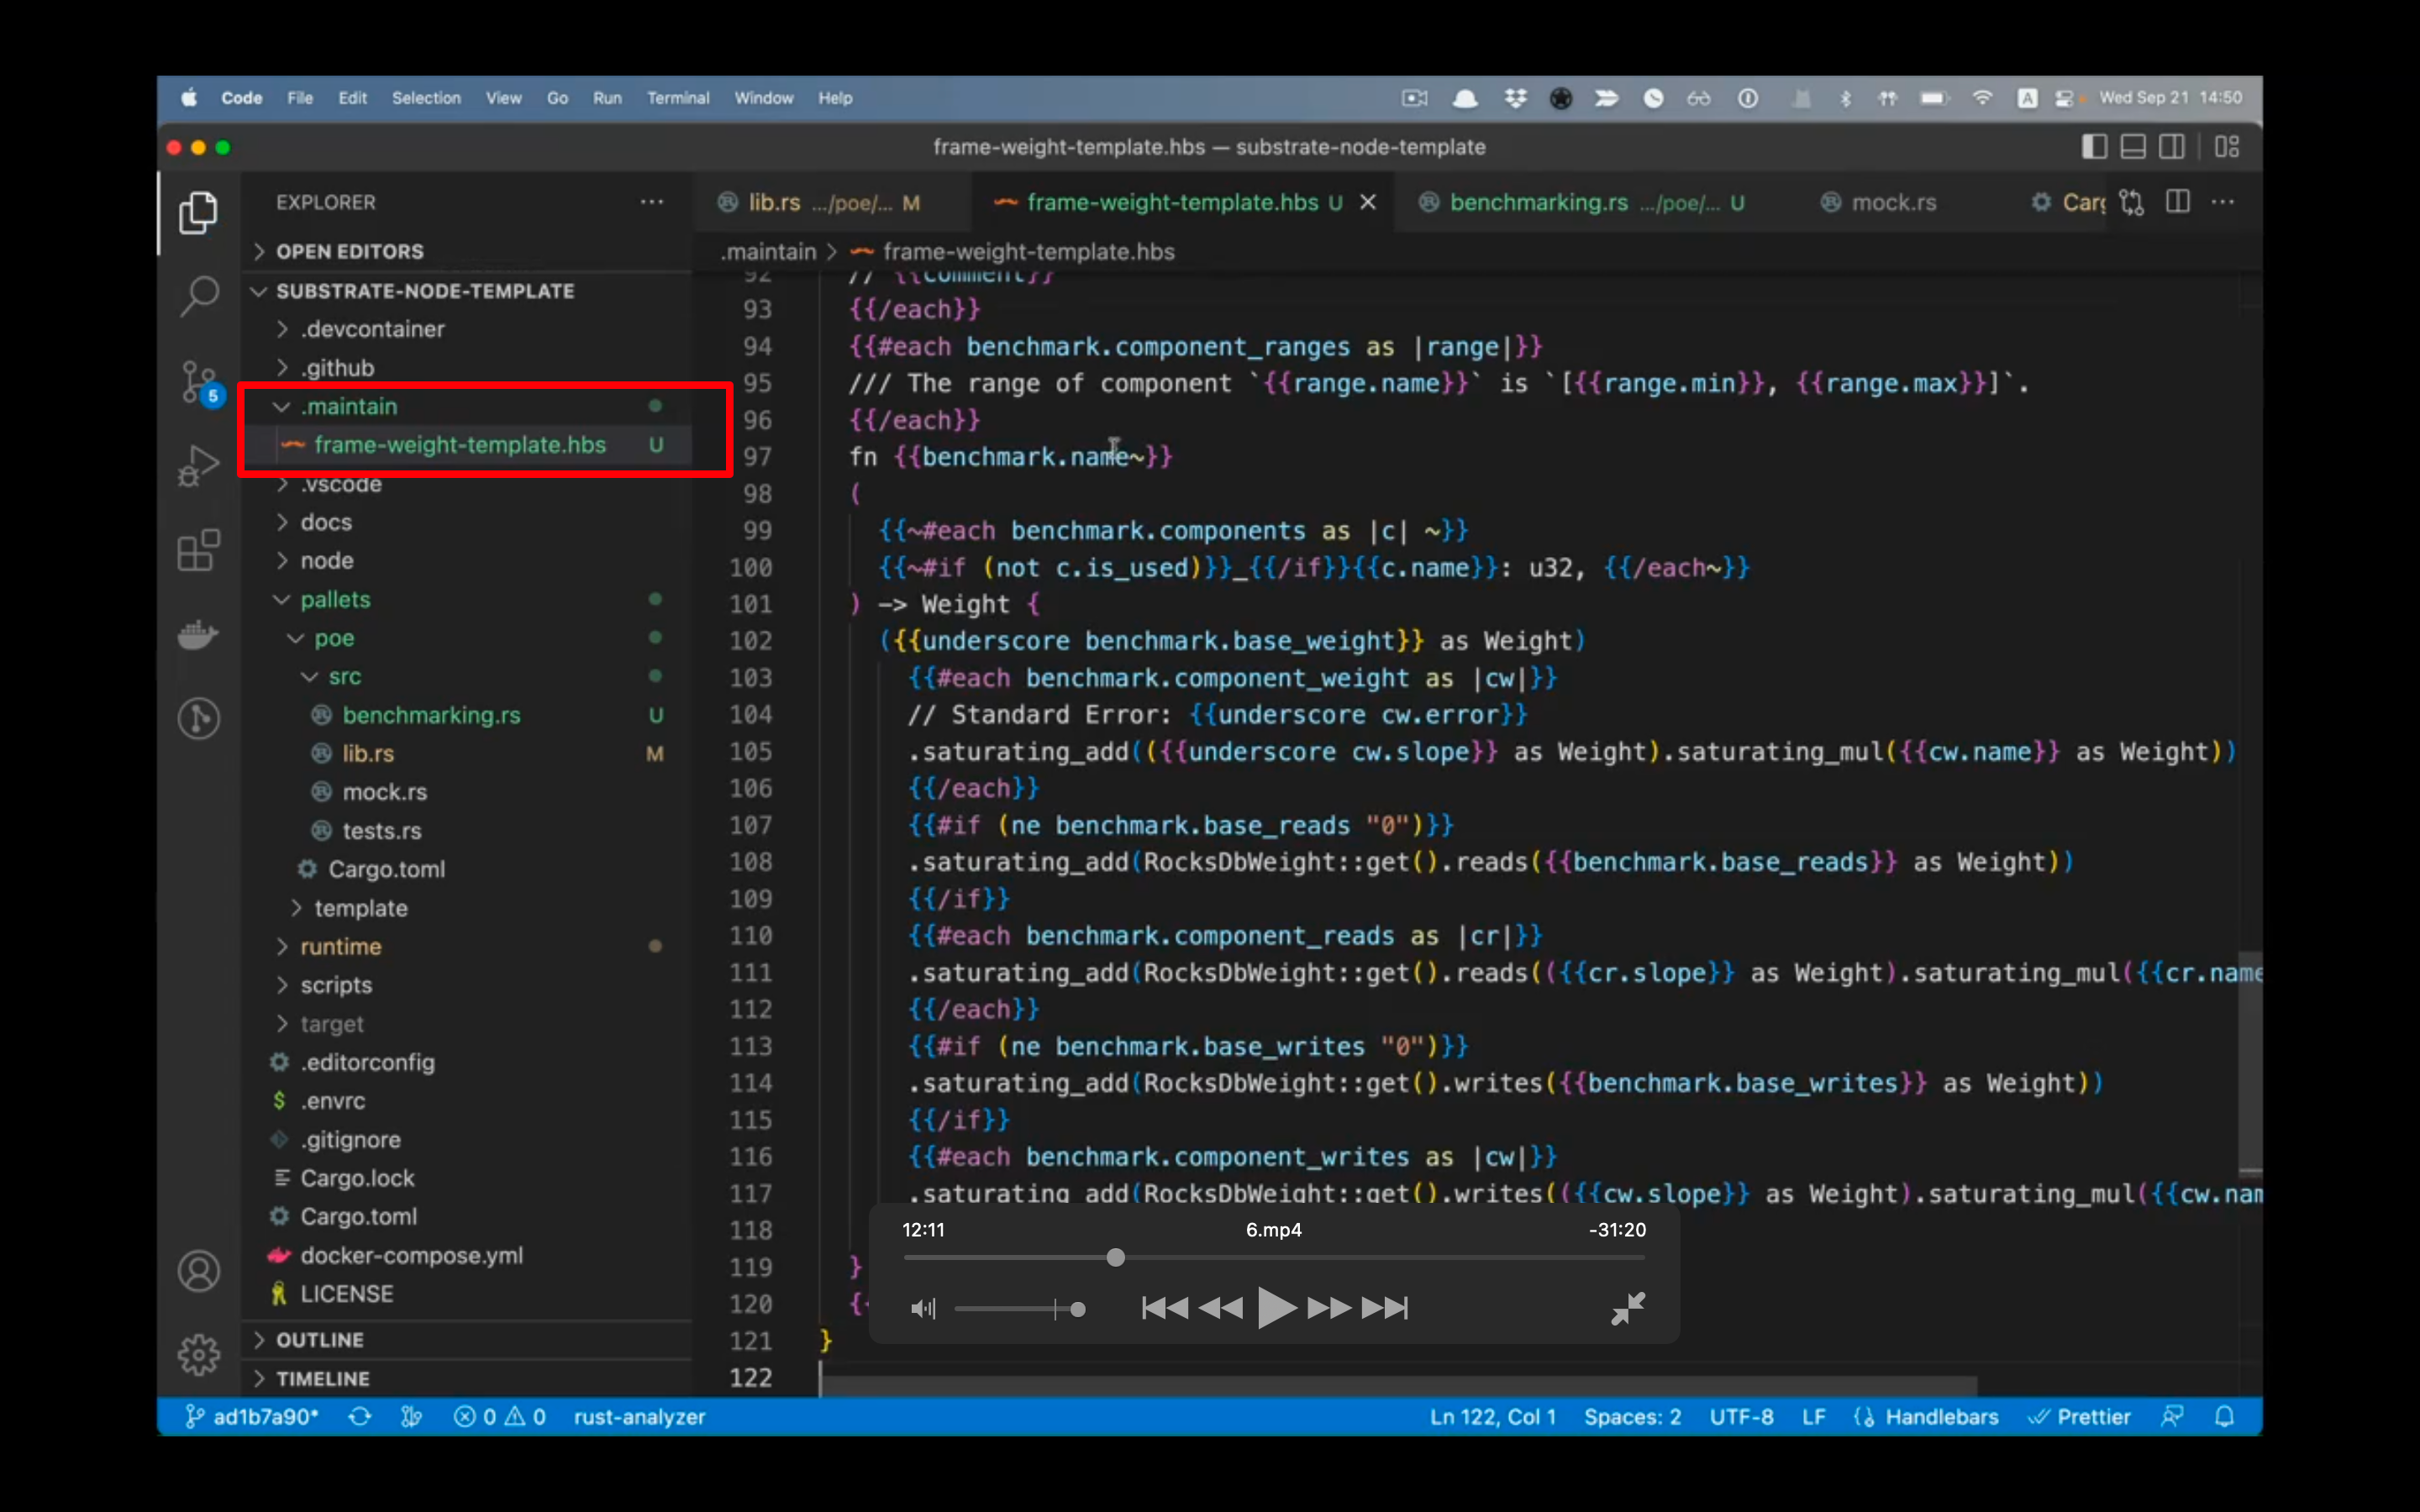 Code File Edit Selection View Go Run Terminal Window Help Wed Sep 21 14:50
frame-weight-template.hbs — substrate-node-template
EXPLORER
OPEN EDITORS
SUBSTRATE-NODE-TEMPLATE
.devcontainer
.github
.maintain
frame-weight-template.hbs U
.vscode
docs
node
pallets
poe
src
benchmarking.rs U
lib.rs M
mock.rs
tests.rs
Cargo.toml
template
runtime
scripts
target
.editorconfig
$ .envrc
.gitignore
Cargo.lock
Cargo.toml
docker-compose.yml
LICENSE
OUTLINE
TIMELINE
5
lib.rs .../poe/... M frame-weight-template.hbs U benchmarking.rs .../poe/... U mock.rs
.maintain > frame-weight-template.hbs
92 // {{comment}}
93 {{/each}}
94 {{#each benchmark.component_ranges as |range|}}
95 /// The range of component `{{range.name}}` is `[{{range.min}}, {{range.max}}]`.
96 {{/each}}
97 fn {{benchmark.name~}}
98 (
99 {{~#each benchmark.components as |c| ~}}
100 {{~#if (not c.is_used)}}_{{/if}}{{c.name}}: u32, {{/each~}}
101 ) -> Weight {
102 ({{underscore benchmark.base_weight}} as Weight)
103 {{#each benchmark.component_weight as |cw|}}
104 // Standard Error: {{underscore cw.error}}
105 .saturating_add(({{underscore cw.slope}} as Weight).saturating_mul({{cw.name}} as Weight))
106 {{/each}}
107 {{#if (ne benchmark.base_reads "0")}}
108 .saturating_add(RocksDbWeight::get().reads({{benchmark.base_reads}} as Weight))
109 {{/if}}
110 {{#each benchmark.component_reads as |cr|}}
111 .saturating_add(RocksDbWeight::get().reads(({{cr.slope}} as Weight).saturating_mul({{cr.name
112 {{/each}}
113 {{#if (ne benchmark.base_writes "0")}}
114 .saturating_add(RocksDbWeight::get().writes({{benchmark.base_writes}} as Weight))
115 {{/if}}
116 {{#each benchmark.component_writes as |cw|}}
117 .saturating_add(RocksDbWeight::get().writes(({{cw.slope}} as Weight).saturating_mul({{cw.nam
118
119 }
120 {
121 }
122
12:11 6.mp4 -31:20
ad1b7a90* 0 0 rust-analyzer Ln 122, Col 1 Spaces: 2 UTF-8 LF Handlebars Prettier